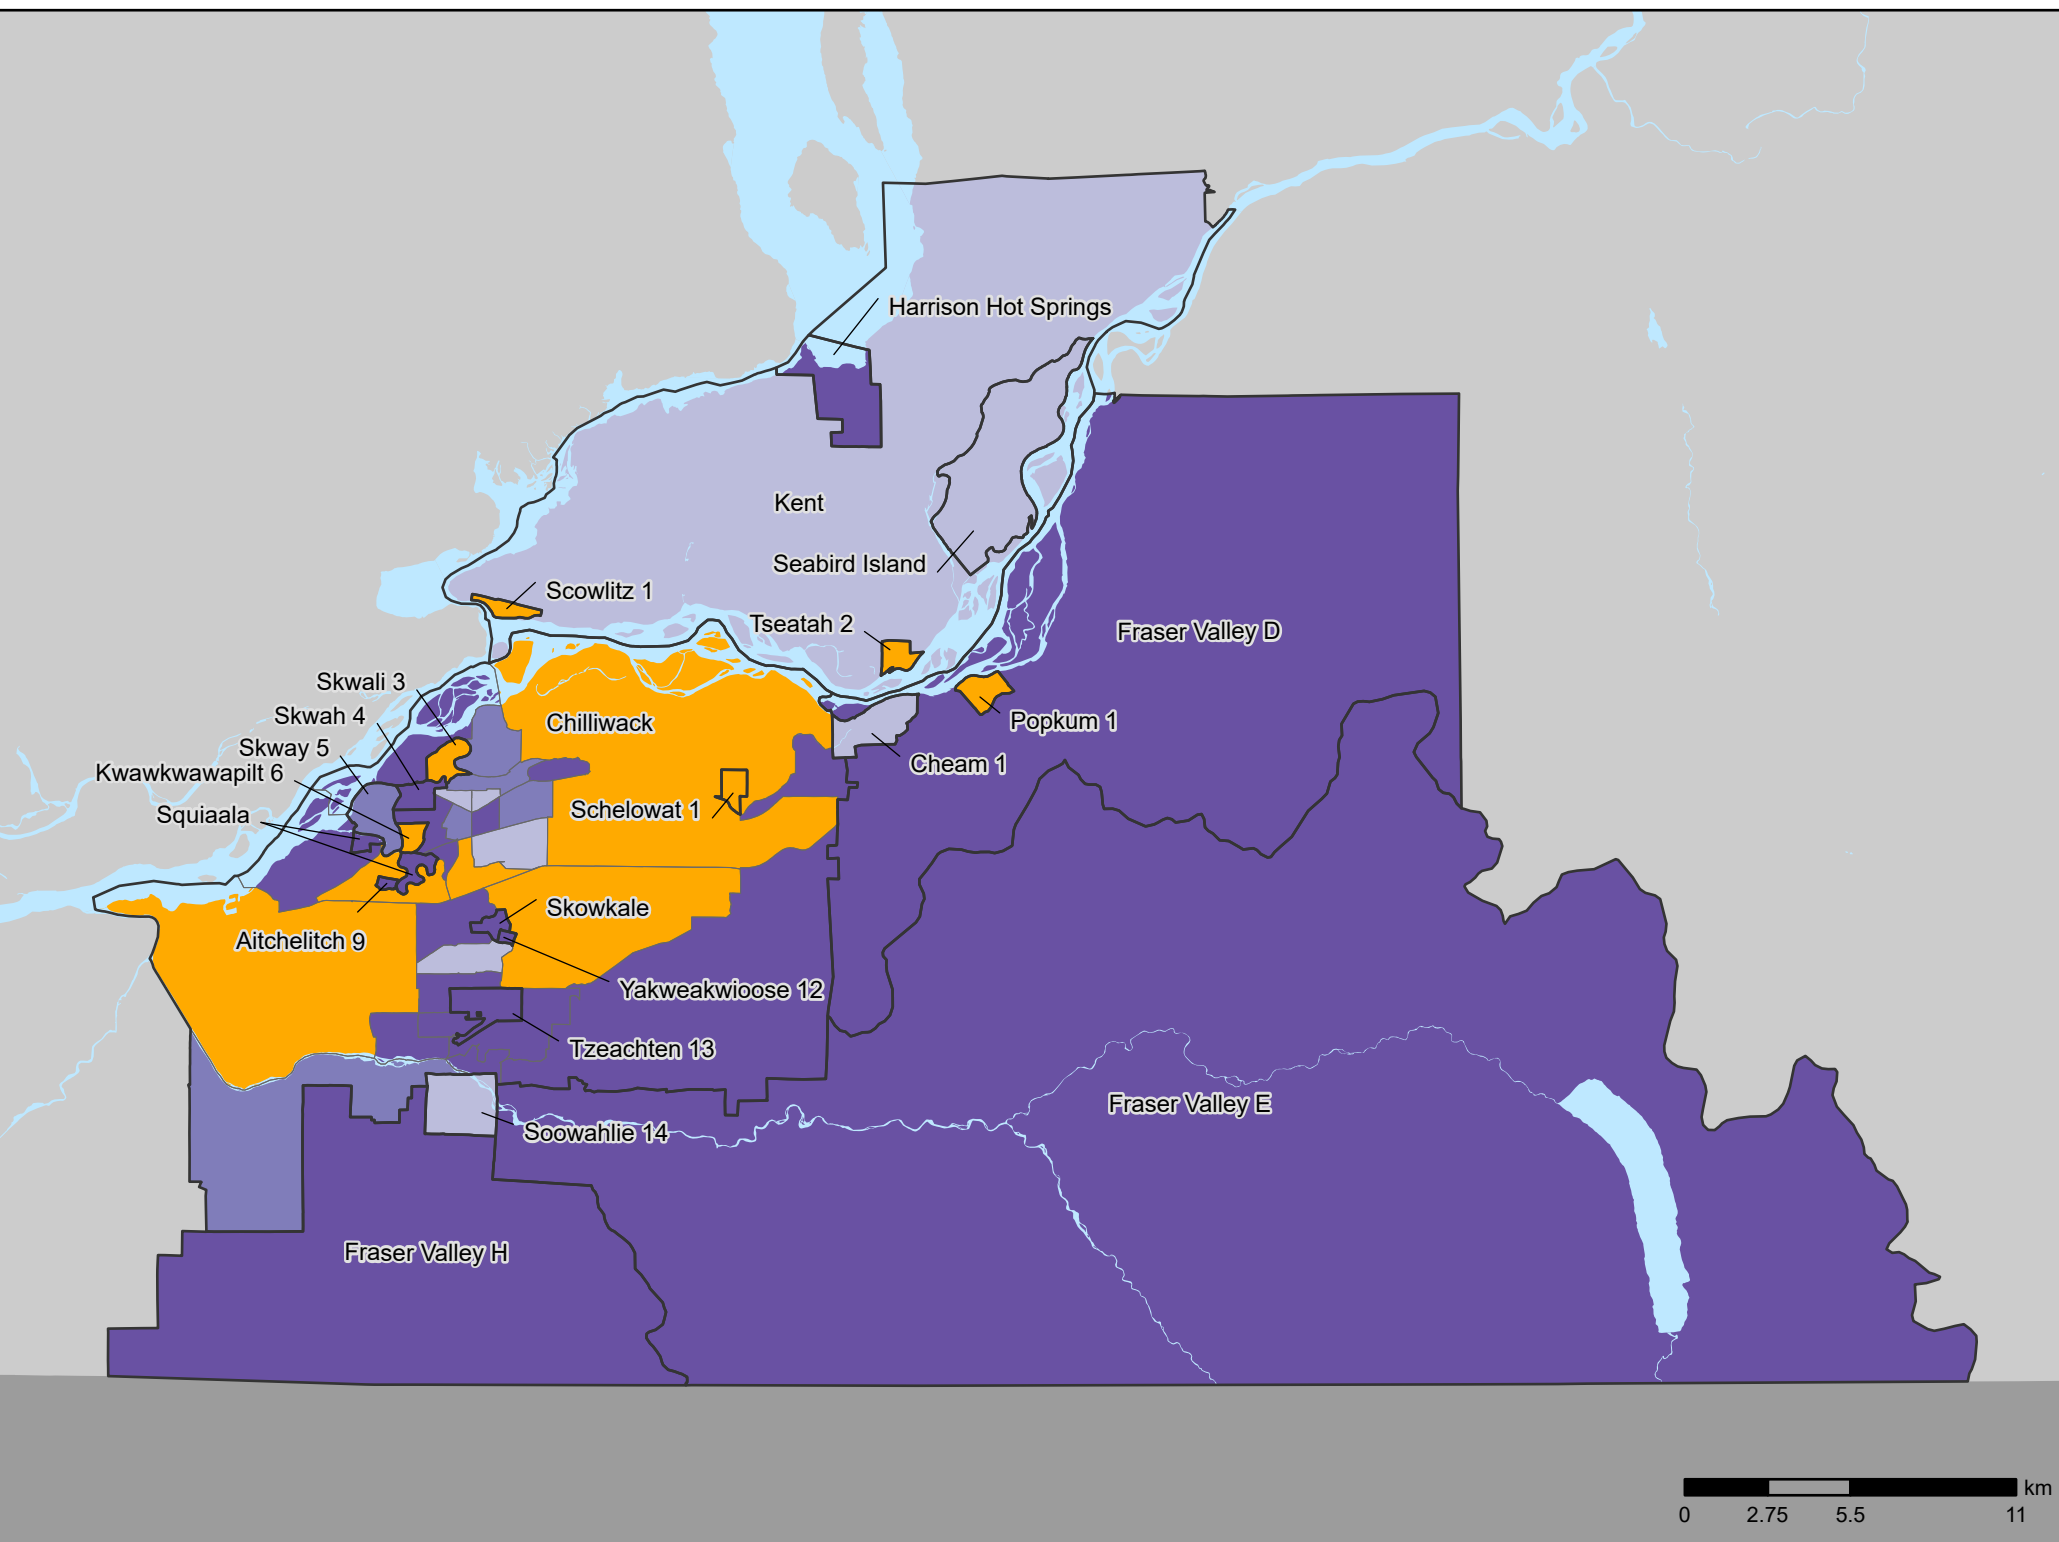 Harrison Hot Springs
Kent
Seabird Island
Scowlitz 1
Tseatah 2
Fraser Valley D
Skwali 3
Skwah 4
Chilliwack
Popkum 1
Skway 5
Cheam 1
Kwawkwawapilt 6
Squiaala
Schelowat 1
Skowkale
Aitchelitch 9
Yakweakwioose 12
Tzeachten 13
Fraser Valley E
Soowahlie 14
Fraser Valley H
km
0 2.75 5.5 11